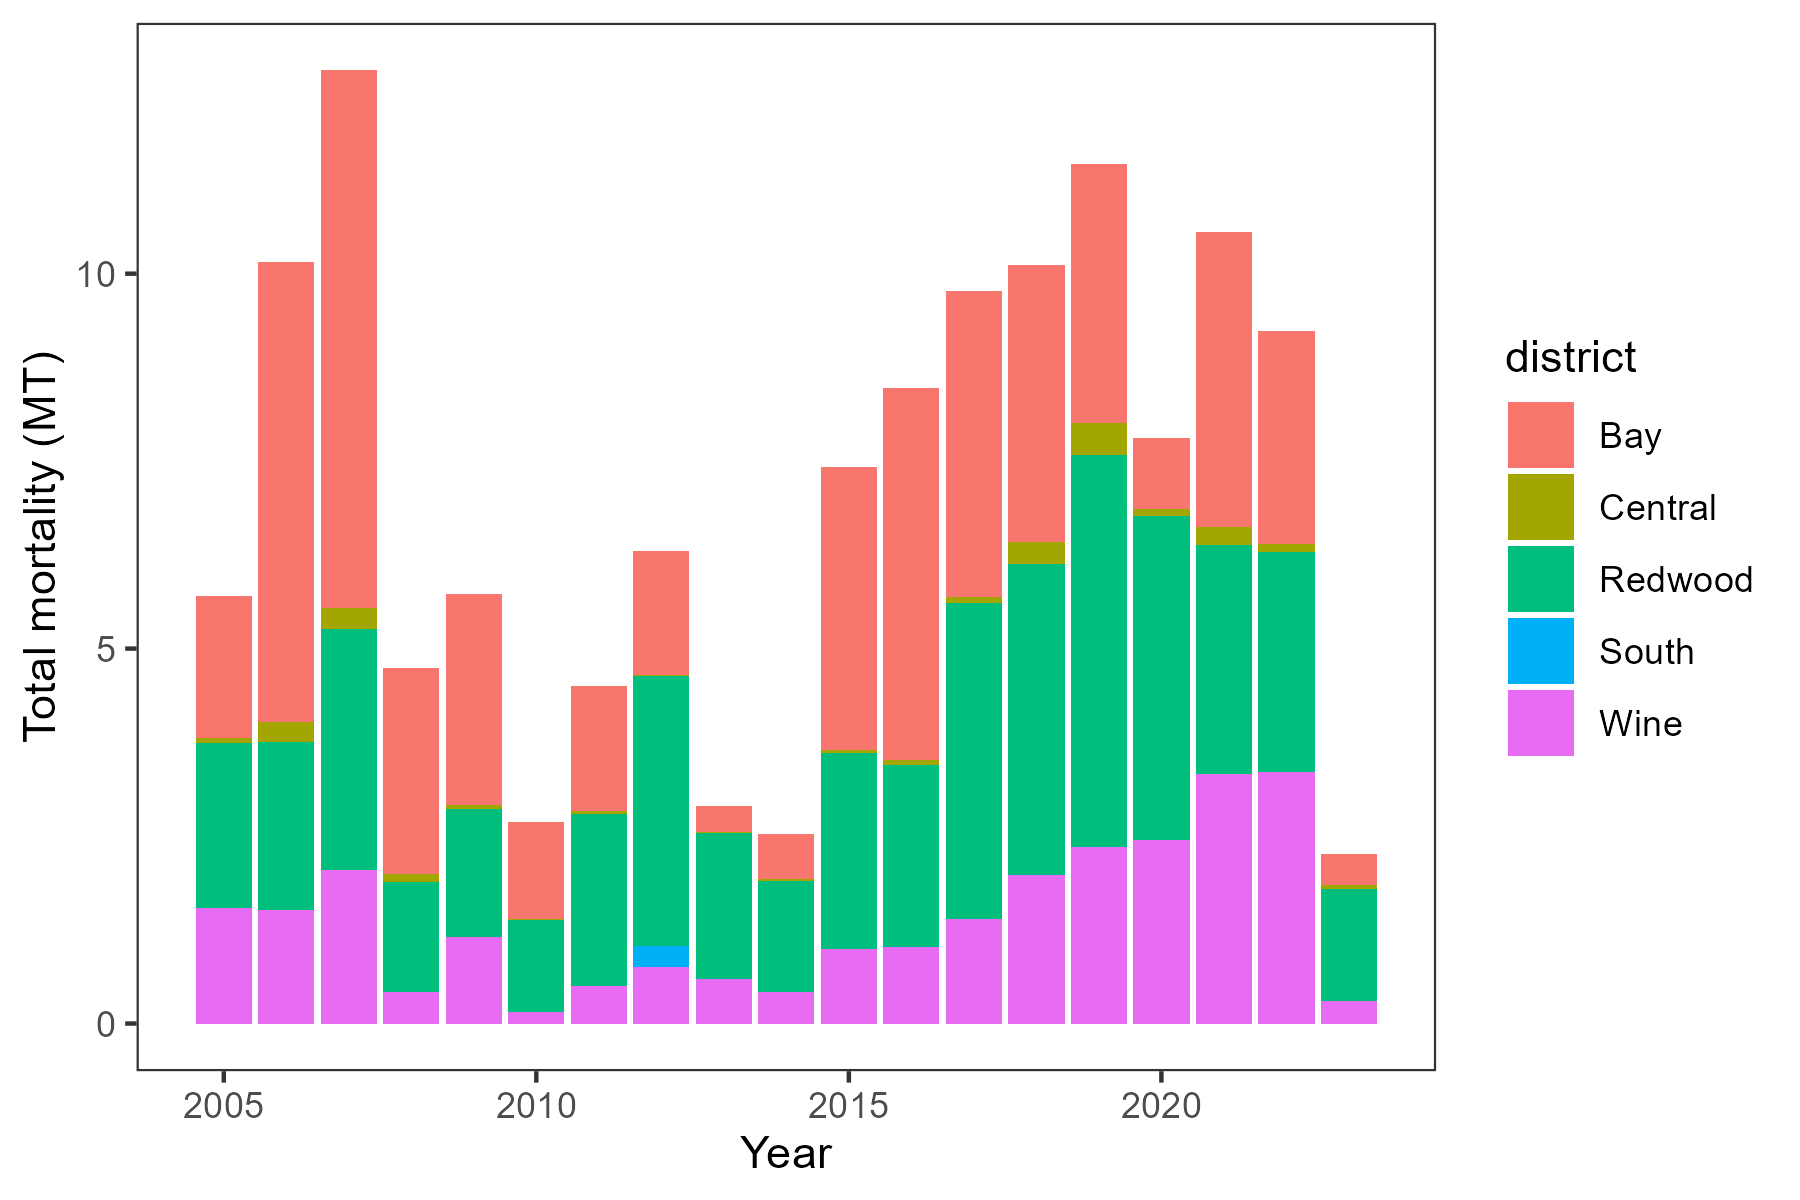 Total mortality (MT)
10
5
0
2005
2010
2015
2020
Year
district
Bay
Central
Redwood
South
Wine